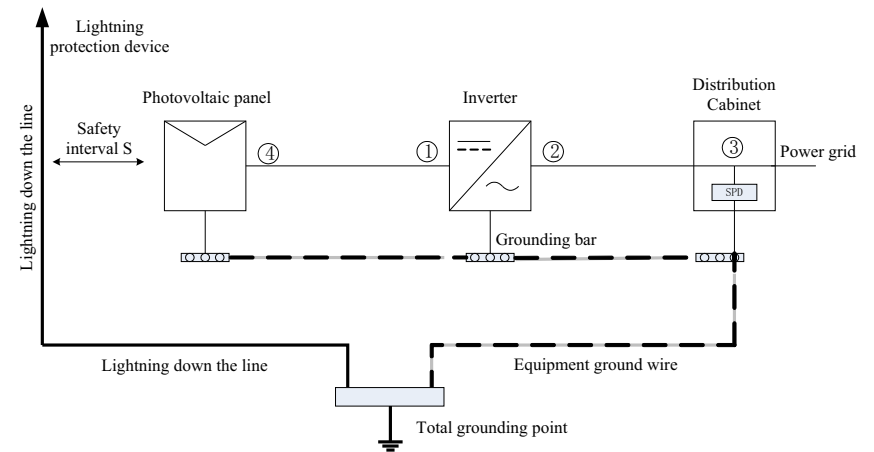 Lightning
protection device
Lightning down the line
Safety
interval S
Photovoltaic panel
④
①
Inverter
②
Distribution
Cabinet
③
SPD
Power grid
Grounding bar
Lightning down the line
Equipment ground wire
Total grounding point